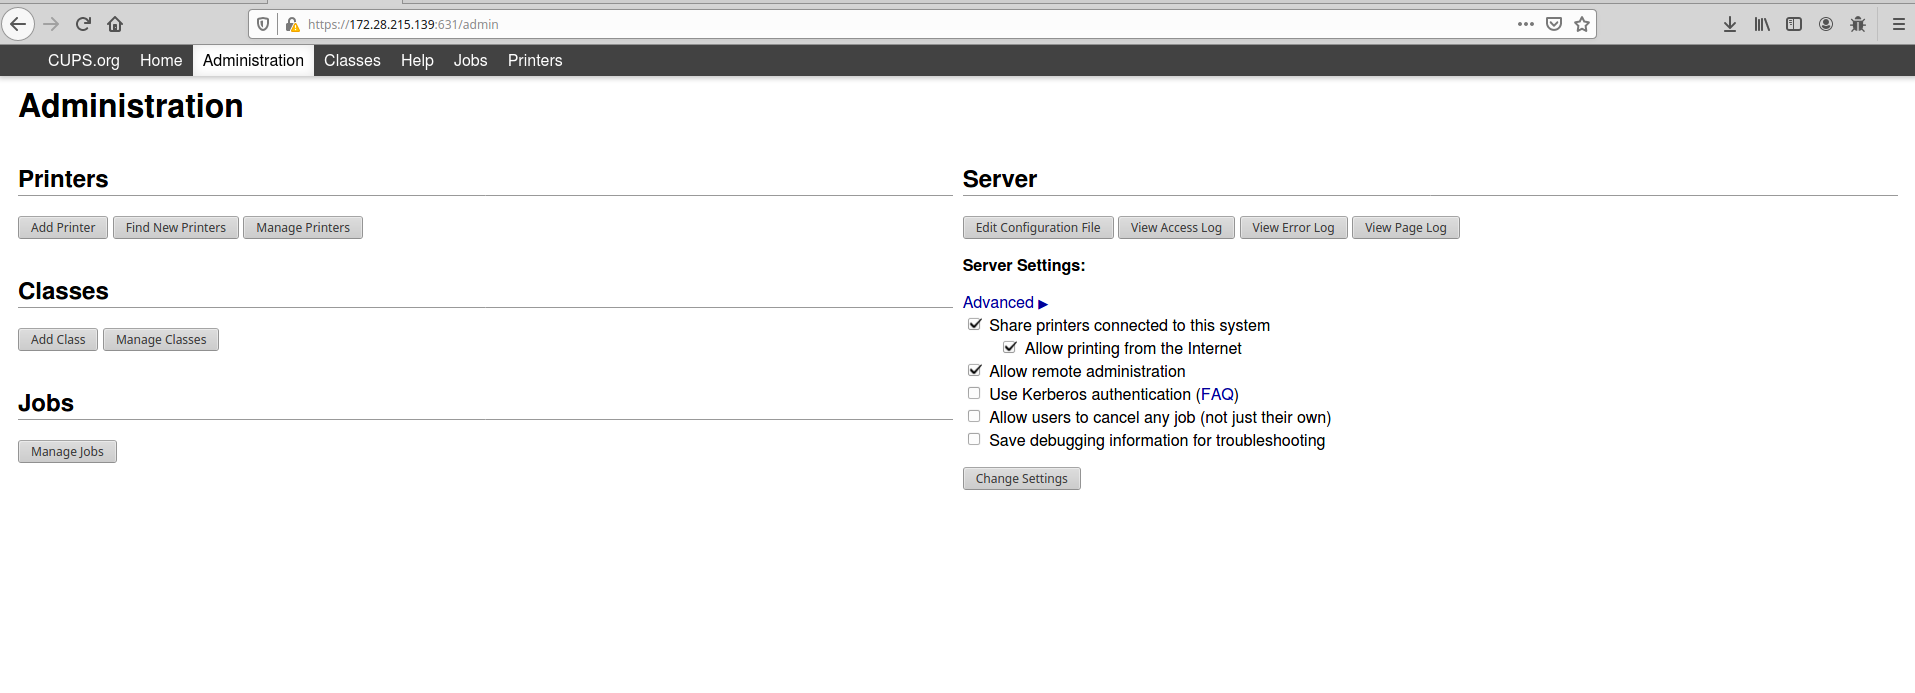 https://172.28.215.139:631/admin
CUPS.org Home Administration Classes Help Jobs Printers
Administration
Printers
Add Printer Find New Printers Manage Printers
Classes
Add Class Manage Classes
Jobs
Manage Jobs
Server
Edit Configuration File View Access Log View Error Log View Page Log
Server Settings:
Advanced ▶
Share printers connected to this system
Allow printing from the Internet
Allow remote administration
Use Kerberos authentication (FAQ)
Allow users to cancel any job (not just their own)
Save debugging information for troubleshooting
Change Settings